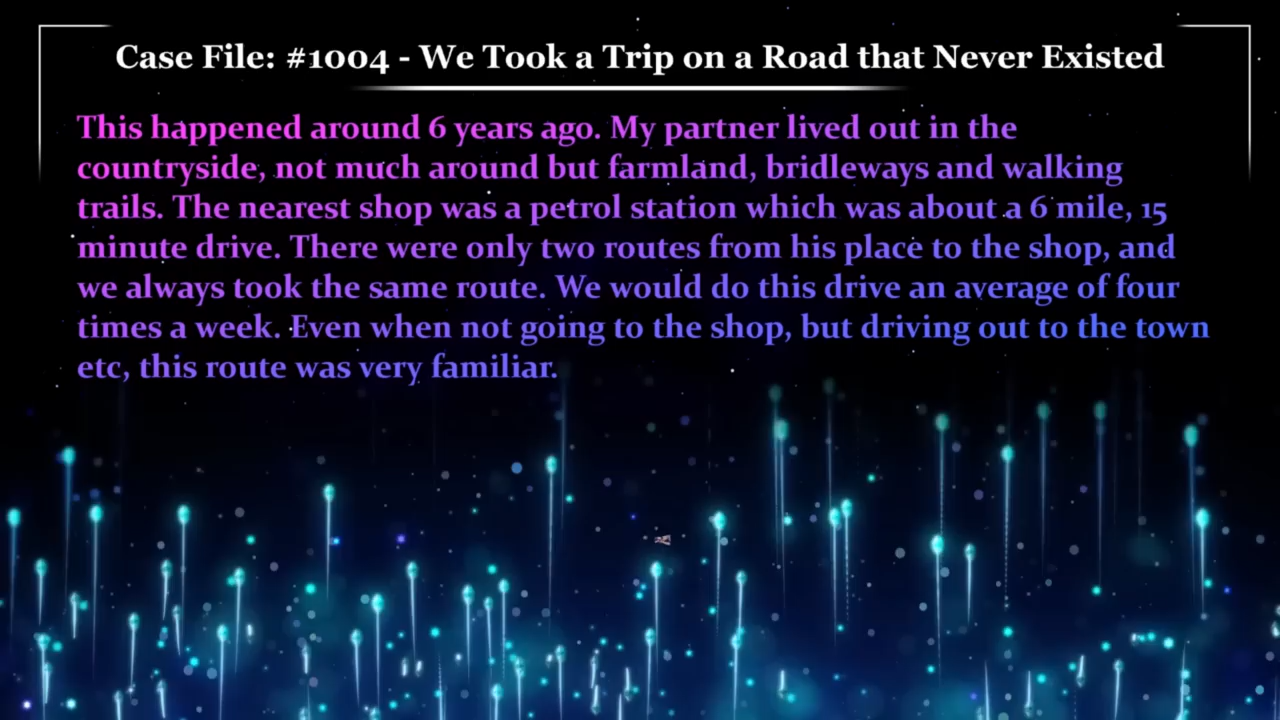 Case File: #1004 - We Took a Trip on a Road that Never Existed
This happened around 6 years ago. My partner lived out in the
countryside, not much around but farmland, bridleways and walking
trails. The nearest shop was a petrol station which was about a 6 mile, 15
minute drive. There were only two routes from his place to the shop, and
we always took the same route. We would do this drive an average of four
times a week. Even when not going to the shop, but driving out to the town
etc, this route was very familiar.